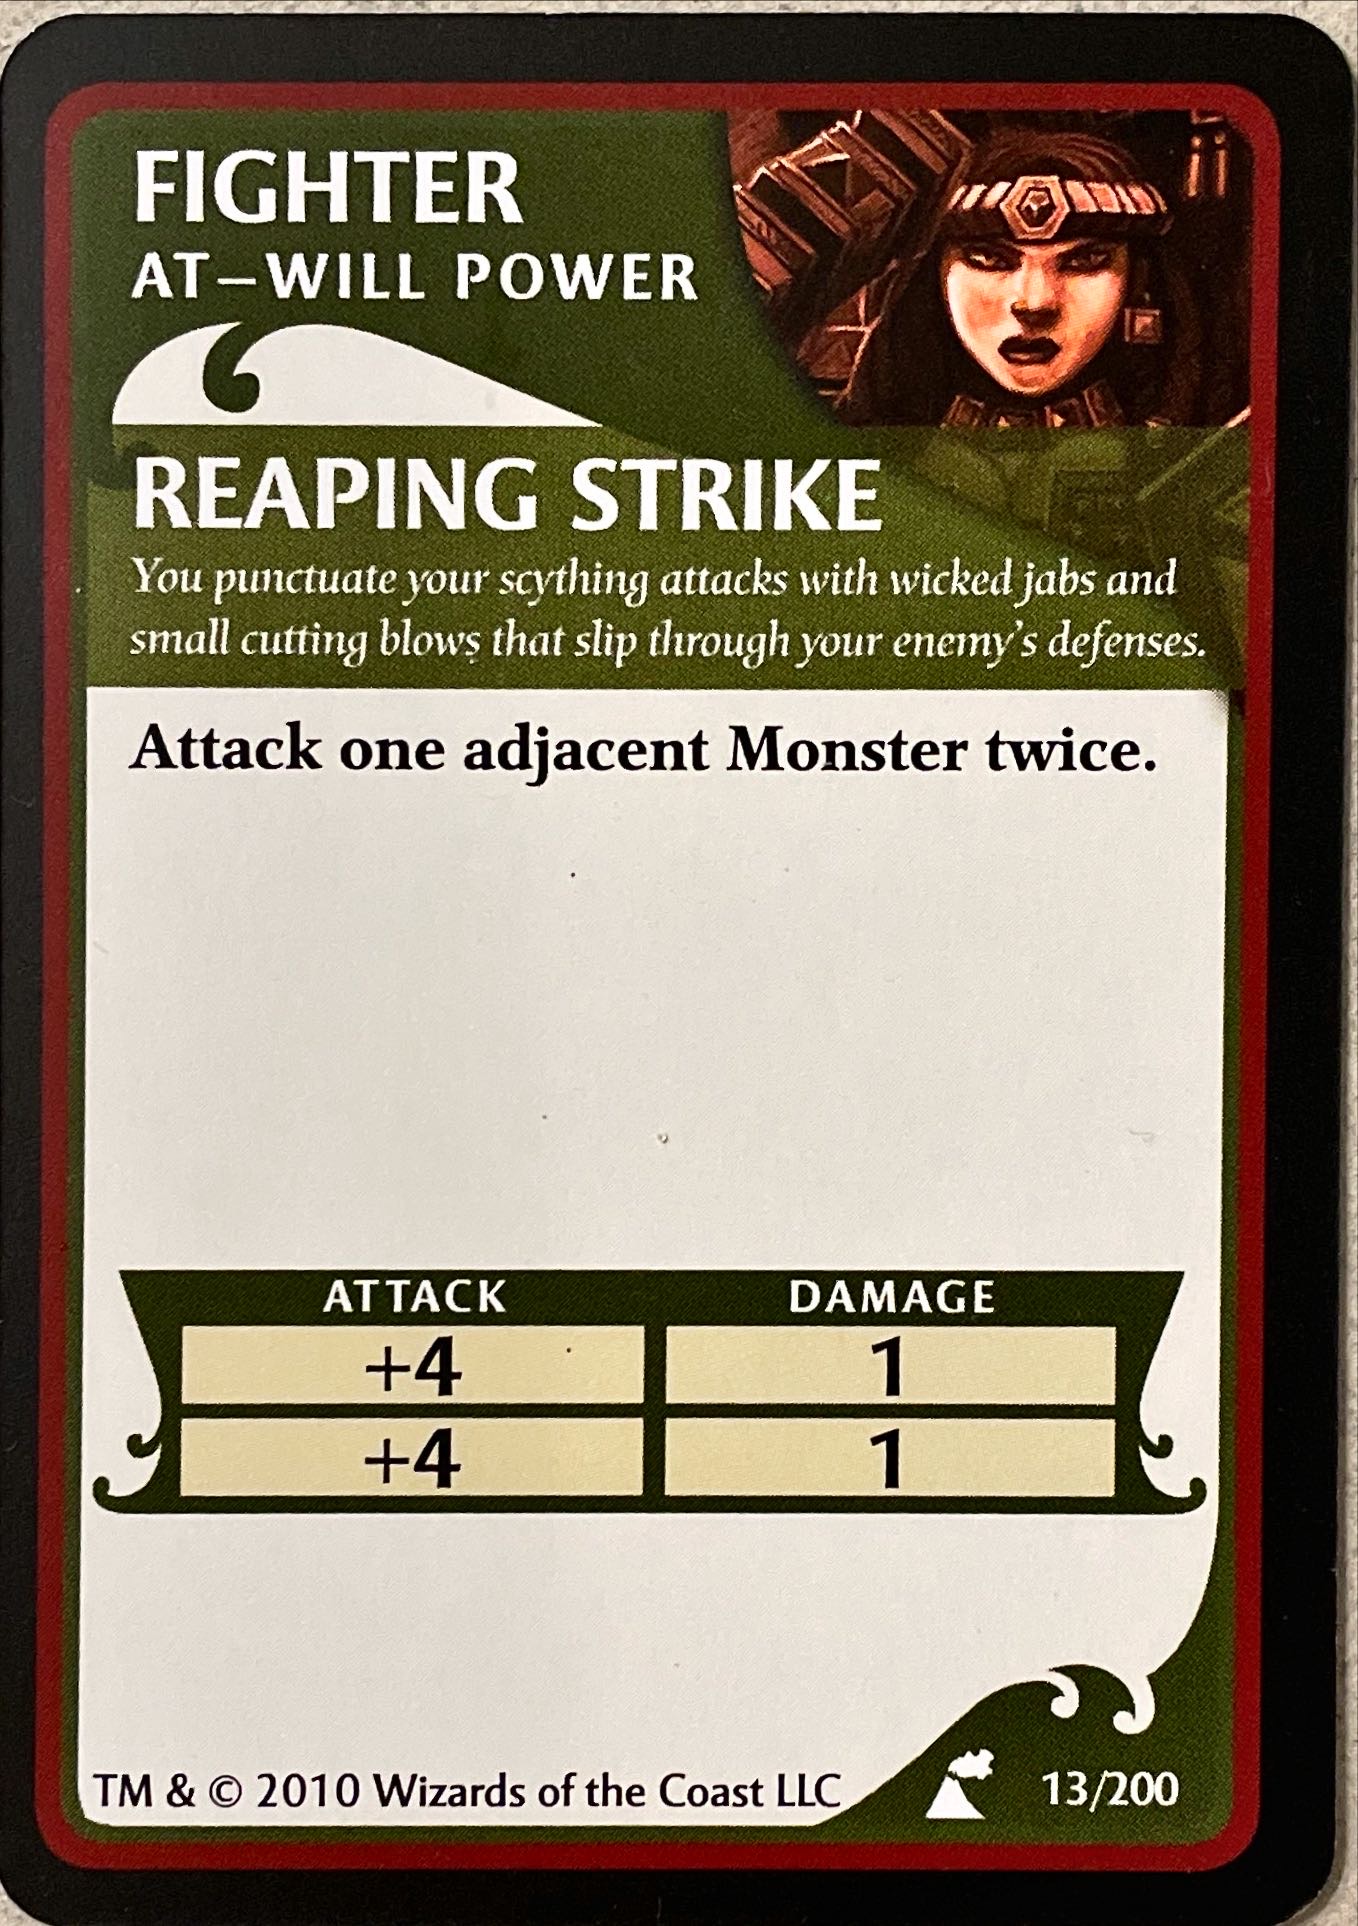 FIGHTER
AT–WILL POWER
REAPING STRIKE
You punctuate your scything attacks with wicked jabs and
small cutting blows that slip through your enemy's defenses.
Attack one adjacent Monster twice.
ATTACK DAMAGE
+4 1
+4 1
TM & © 2010 Wizards of the Coast LLC 13/200